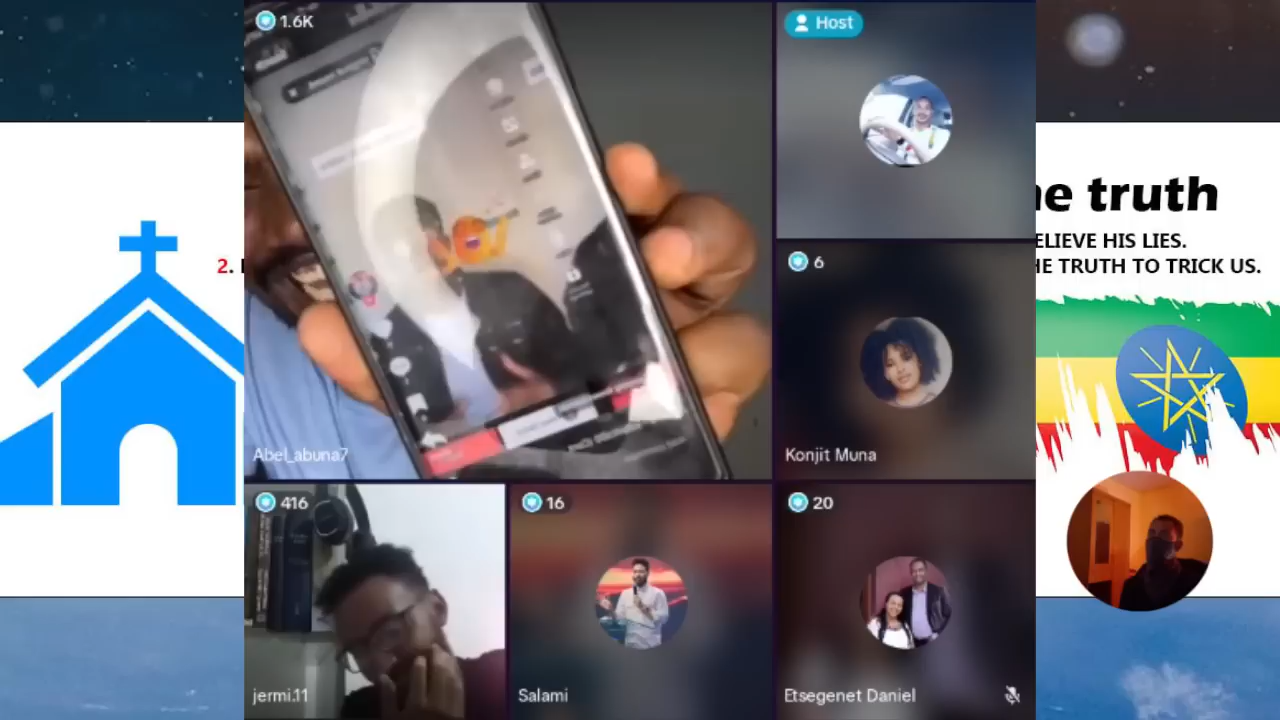 1.6K
Host
he truth
ELIEVE HIS LIES.
2.
HE TRUTH TO TRICK US.
6
Abel_abuna7
Konjit Muna
416
16
20
jermi.11
Salami
Etsegenet Daniel